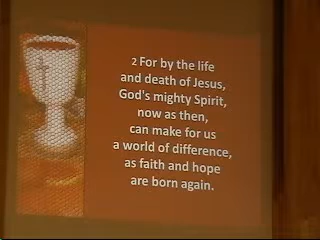 2 For by the life
and death of Jesus,
God's mighty Spirit,
now as then,
can make for us
a world of difference,
as faith and hope
are born again.